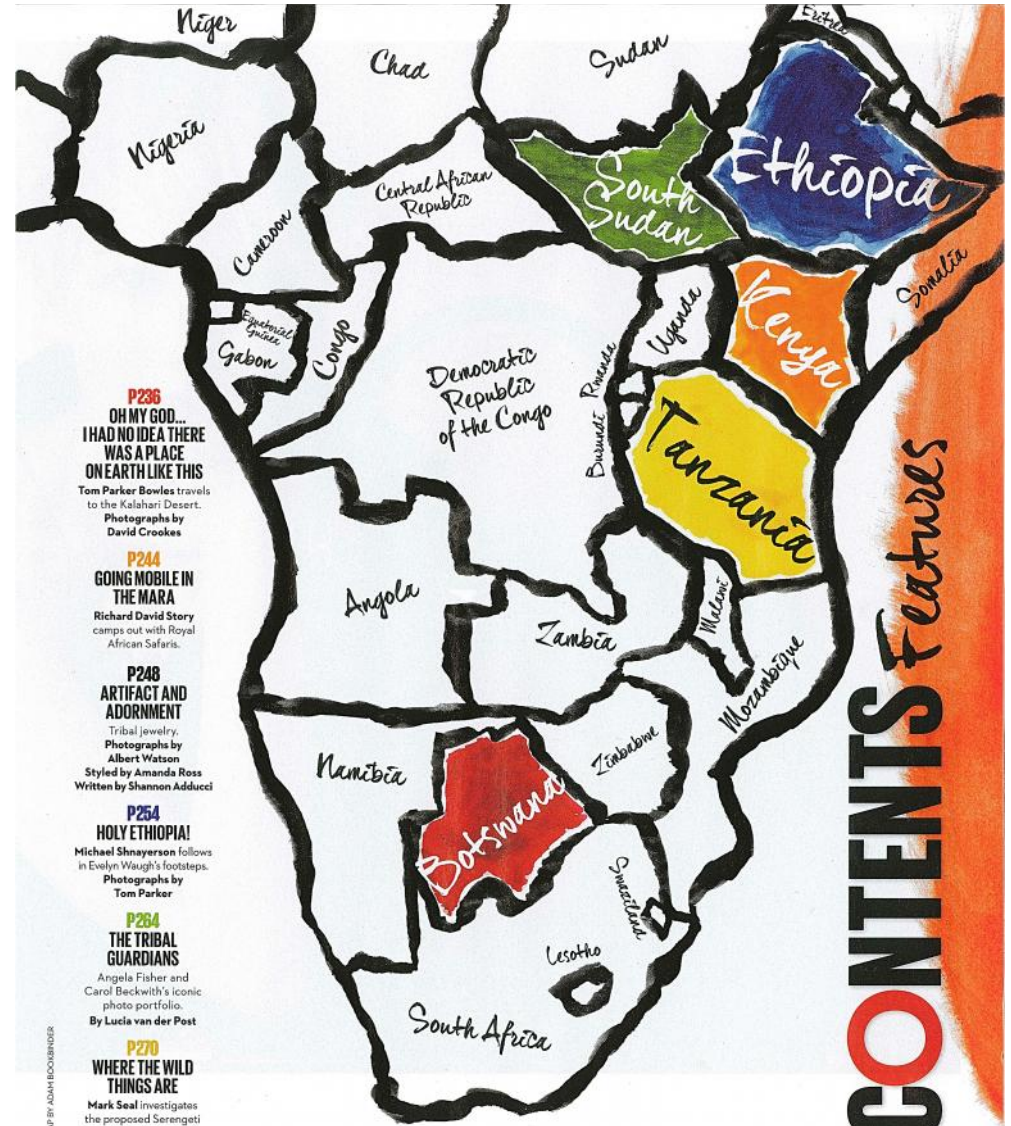 Niger
Chad
Sudan
Eritrea
Nigeria
Ethiopia
Central African
Republic
South
Sudan
Cameroon
Somalia
Equatorial
Guinea
Gabon
Congo
Uganda
Kenya
Democratic
Republic
of the Congo
Rwanda
Burundi
Tanzania
Angola
Zambia
Malawi
Mozambique
Namibia
Zimbabwe
Botswana
Swaziland
Lesotho
South Africa
P236
OH MY GOD...
I HAD NO IDEA THERE
WAS A PLACE
ON EARTH LIKE THIS
Tom Parker Bowles travels
to the Kalahari Desert.
Photographs by
David Crookes
P244
GOING MOBILE IN
THE MARA
Richard David Story
camps out with Royal
African Safaris.
P248
ARTIFACT AND
ADORNMENT
Tribal jewelry.
Photographs by
Albert Watson
Styled by Amanda Ross
Written by Shannon Adducci
P254
HOLY ETHIOPIA!
Michael Shnayerson follows
in Evelyn Waugh's footsteps.
Photographs by
Tom Parker
P264
THE TRIBAL
GUARDIANS
Angela Fisher and
Carol Beckwith's iconic
photo portfolio.
By Lucia van der Post
P270
WHERE THE WILD
THINGS ARE
Mark Seal investigates
the proposed Serengeti
BY ADAM BOOKBINDER
CONTENTS Features